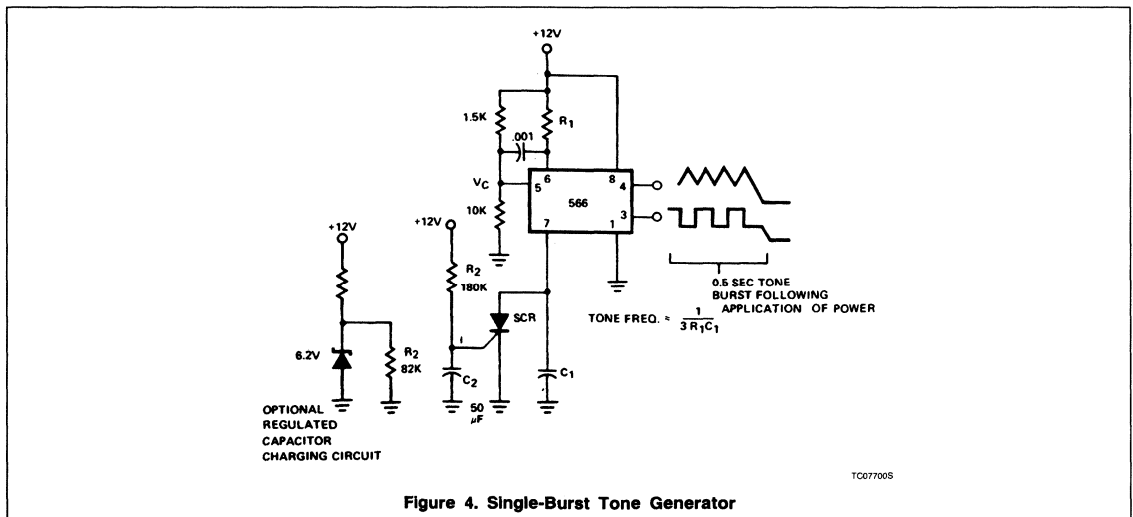 +12V
1.5K
R1
.001
VC
5
6
8
4
566
3
7
1
10K
+12V
+12V
R2
180K
SCR
6.2V
R2
82K
C2
50
µF
C1
0.5 SEC TONE
BURST FOLLOWING
APPLICATION OF POWER
TONE FREQ. = 1
3 R1C1
OPTIONAL
REGULATED
CAPACITOR
CHARGING CIRCUIT
TC07700S
Figure 4. Single-Burst Tone Generator